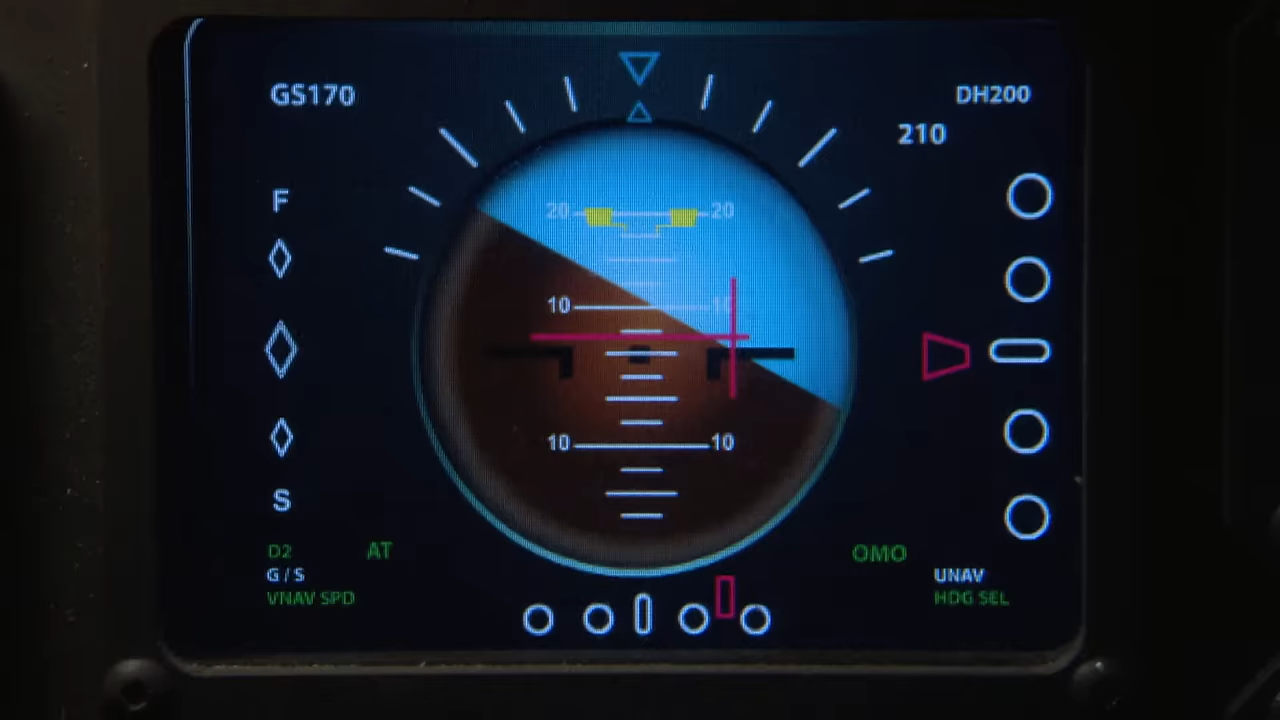 GS170
DH200
210
F
20 20
10 10
10 10
S
D2 AT
OMO
G/S
UNAV
VNAV SPD
HDG SEL